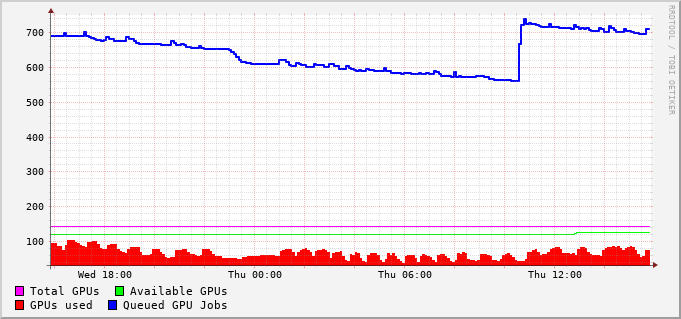 700
600
500
400
300
200
100
Wed 18:00 Thu 00:00 Thu 06:00 Thu 12:00
Total GPUs Available GPUs
GPUs used Queued GPU Jobs
RRDTOOL / TOBI OETIKER